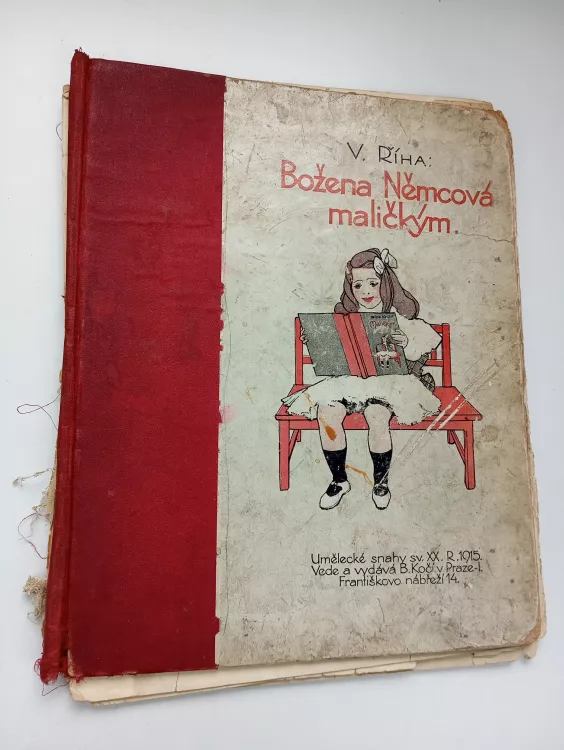 V. ŘÍHA:
Božena Němcová
maličkým.
Umělecké snahy sv. XX. R. 1915.
Vede a vydává B. Kočí v Praze-I.
Františkovo nábřeží 14.